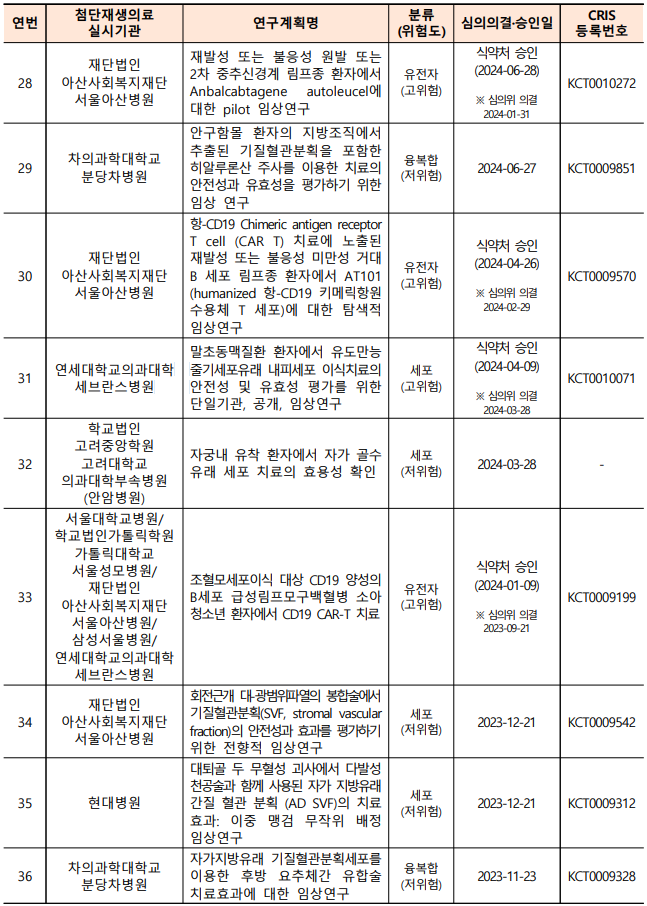 연번
첨단재생의료
실시기관
연구계획명
분류
(위험도)
심의의결·승인일
CRIS
등록번호
28
재단법인
아산사회복지재단
서울아산병원
재발성 또는 불응성 원발 또는
2차 중추신경계 림프종 환자에서
Anbalcabtagene autoleucel에
대한 pilot 임상연구
유전자
(고위험)
식약처 승인
(2024-06-28)
※ 심의위 의결
2024-01-31
KCT0010272
29
차의과학대학교
분당차병원
안구함몰 환자의 지방조직에서
추출된 기질혈관분획을 포함한
히알루론산 주사를 이용한 치료의
안전성과 유효성을 평가하기 위한
임상 연구
융복합
(저위험)
2024-06-27
KCT0009851
30
재단법인
아산사회복지재단
서울아산병원
항-CD19 Chimeric antigen receptor
T cell (CAR T) 치료에 노출된
재발성 또는 불응성 미만성 거대
B 세포 림프종 환자에서 AT101
(humanized 항-CD19 키메릭항원
수용체 T 세포)에 대한 탐색적
임상연구
유전자
(고위험)
식약처 승인
(2024-04-26)
※ 심의위 의결
2024-02-29
KCT0009570
31
연세대학교의과대학
세브란스병원
말초동맥질환 환자에서 유도만능
줄기세포유래 내피세포 이식치료의
안전성 및 유효성 평가를 위한
단일기관, 공개, 임상연구
세포
(고위험)
식약처 승인
(2024-04-09)
※ 심의위 의결
2024-03-28
KCT0010071
32
학교법인
고려중앙학원
고려대학교
의과대학부속병원
(안암병원)
자궁내 유착 환자에서 자가 골수
유래 세포 치료의 효용성 확인
세포
(저위험)
2024-03-28
-
33
서울대학교병원/
학교법인가톨릭학원
가톨릭대학교
서울성모병원/
재단법인
아산사회복지재단
서울아산병원/
삼성서울병원/
연세대학교의과대학
세브란스병원
조혈모세포이식 대상 CD19 양성의
B세포 급성림프모구백혈병 소아
청소년 환자에서 CD19 CAR-T 치료
유전자
(고위험)
식약처 승인
(2024-01-09)
※ 심의위 의결
2023-09-21
KCT0009199
34
재단법인
아산사회복지재단
서울아산병원
회전근개 대·광범위파열의 봉합술에서
기질혈관분획(SVF, stromal vascular
fraction)의 안전성과 효과를 평가하기
위한 전향적 임상연구
세포
(저위험)
2023-12-21
KCT0009542
35
현대병원
대퇴골 두 무혈성 괴사에서 다발성
천공술과 함께 사용된 자가 지방유래
간질 혈관 분획 (AD SVF)의 치료
효과: 이중 맹검 무작위 배정
임상연구
세포
(저위험)
2023-12-21
KCT0009312
36
차의과학대학교
분당차병원
자가지방유래 기질혈관분획세포를
이용한 후방 요추체간 유합술
치료효과에 대한 임상연구
융복합
(저위험)
2023-11-23
KCT0009328